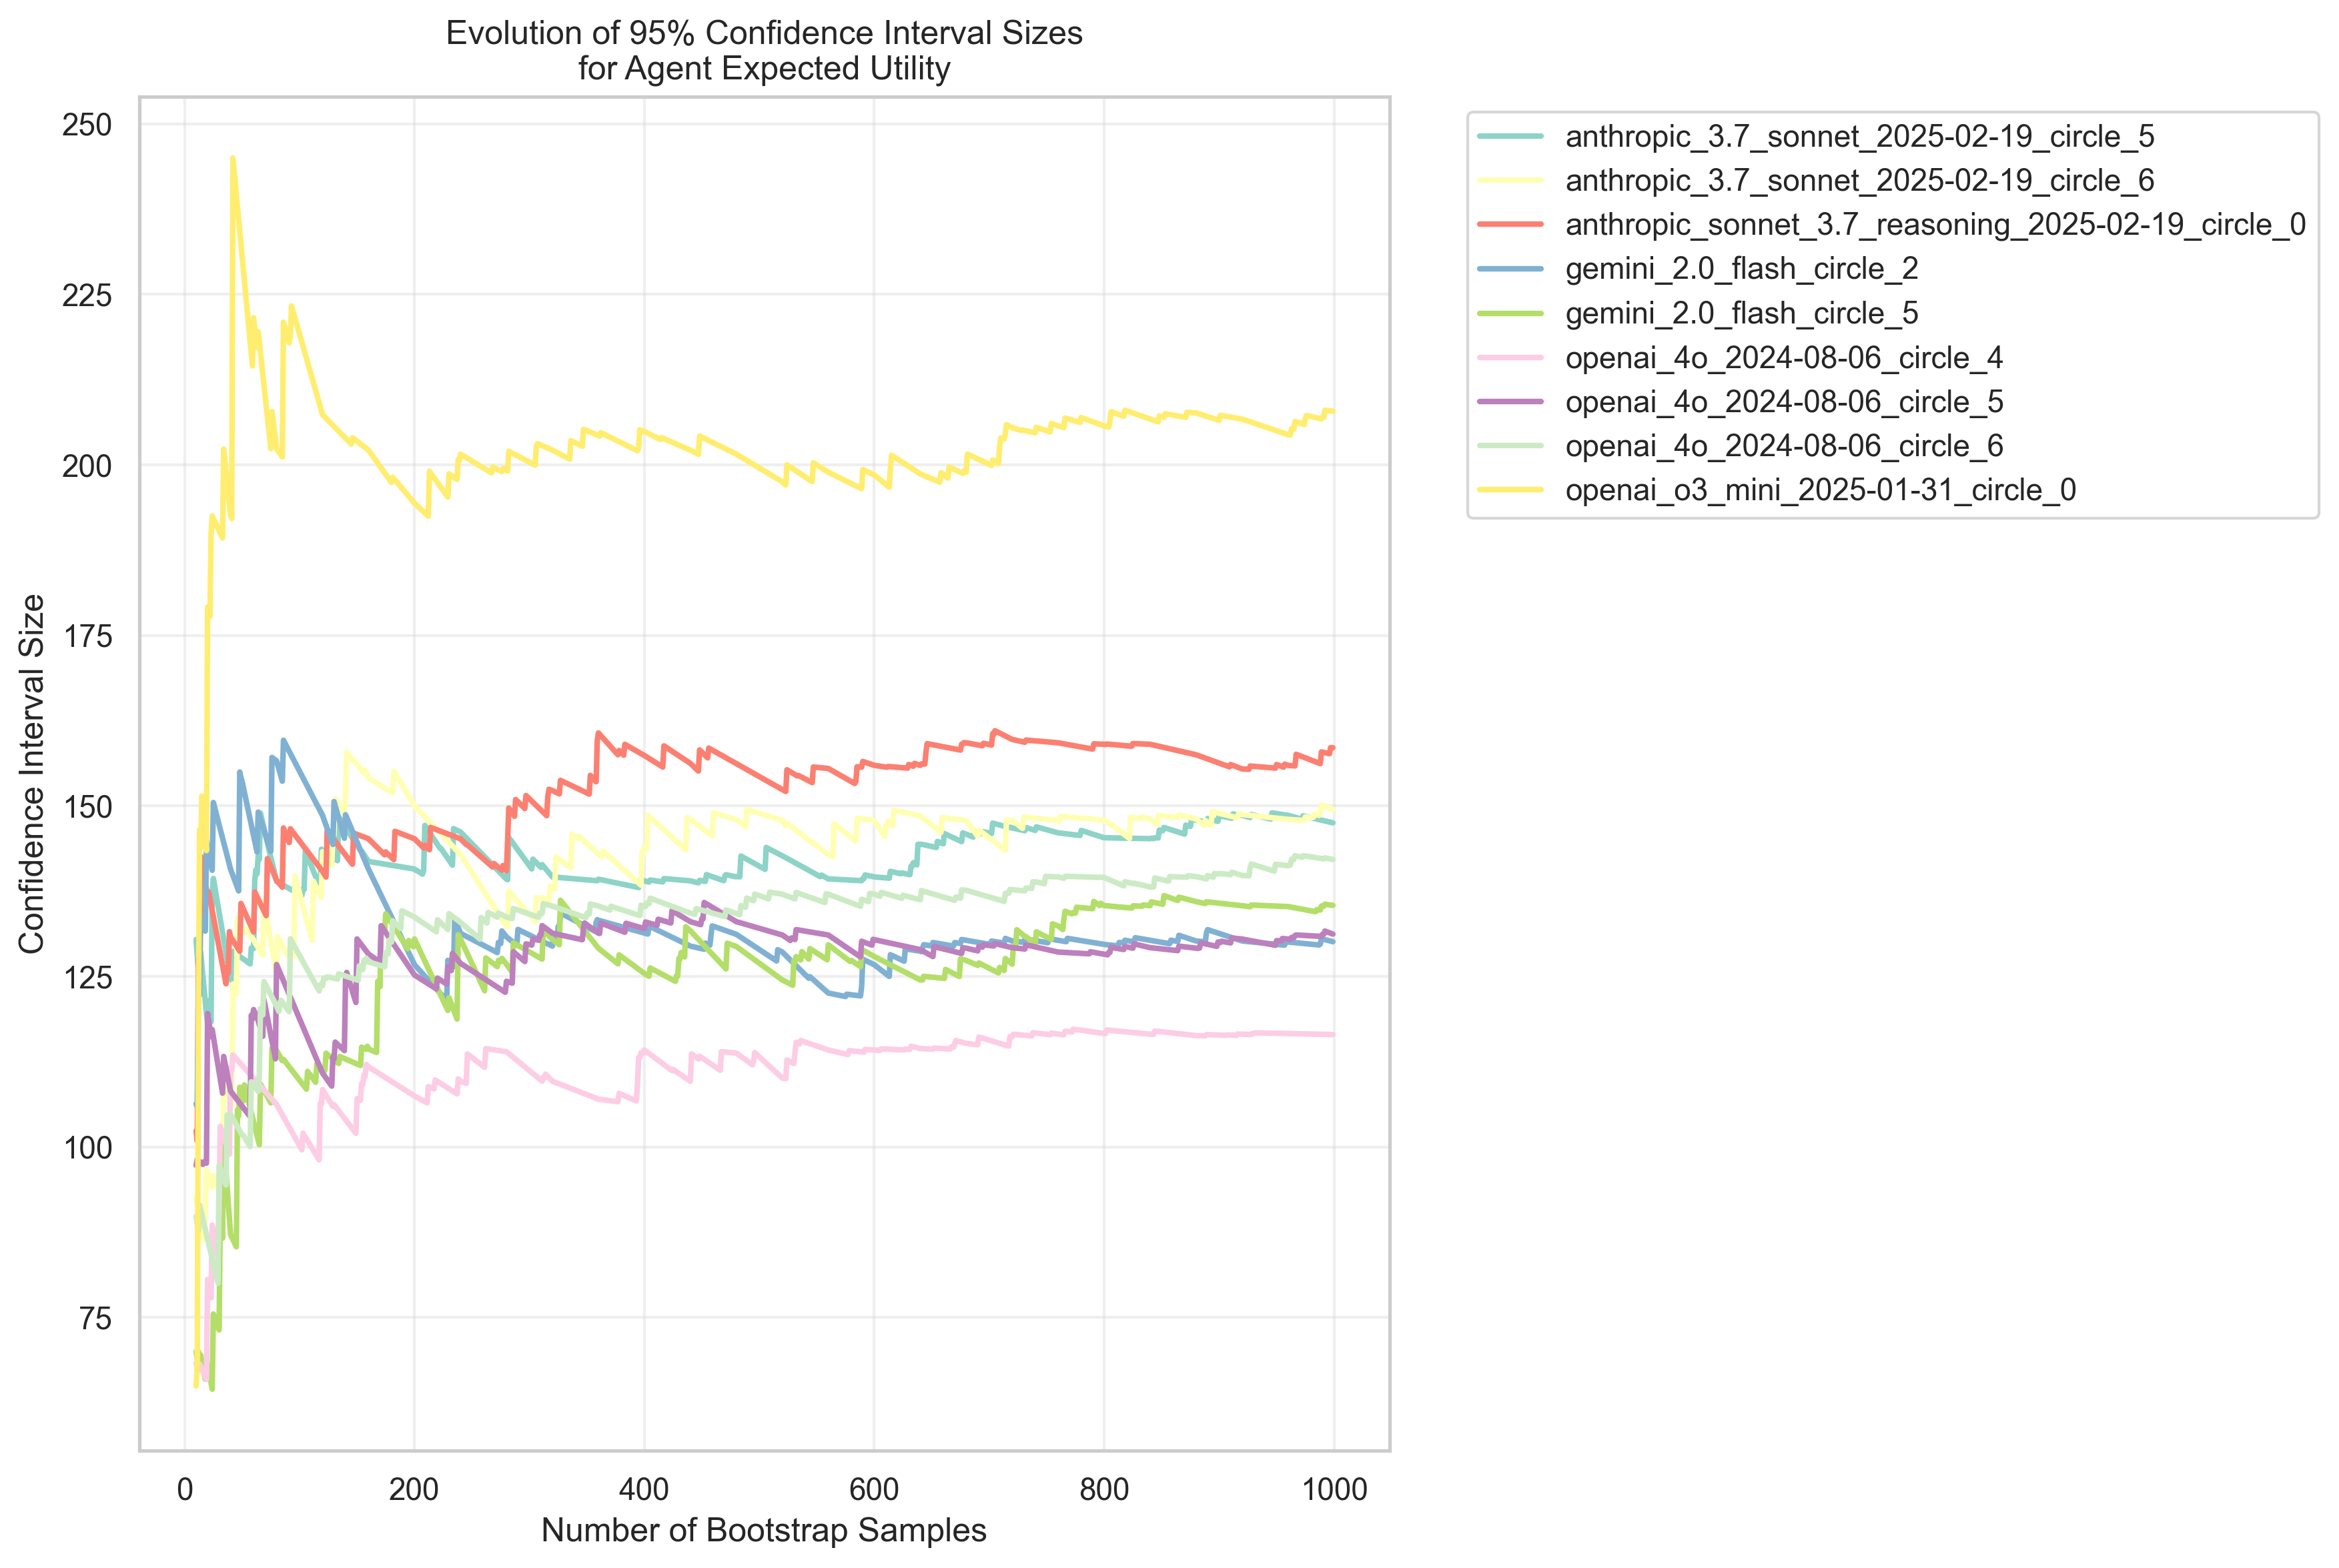 Evolution of 95% Confidence Interval Sizes
for Agent Expected Utility
250
225
200
175
150
125
100
75
Confidence Interval Size
0
200
400
600
800
1000
Number of Bootstrap Samples
anthropic_3.7_sonnet_2025-02-19_circle_5
anthropic_3.7_sonnet_2025-02-19_circle_6
anthropic_sonnet_3.7_reasoning_2025-02-19_circle_0
gemini_2.0_flash_circle_2
gemini_2.0_flash_circle_5
openai_4o_2024-08-06_circle_4
openai_4o_2024-08-06_circle_5
openai_4o_2024-08-06_circle_6
openai_o3_mini_2025-01-31_circle_0